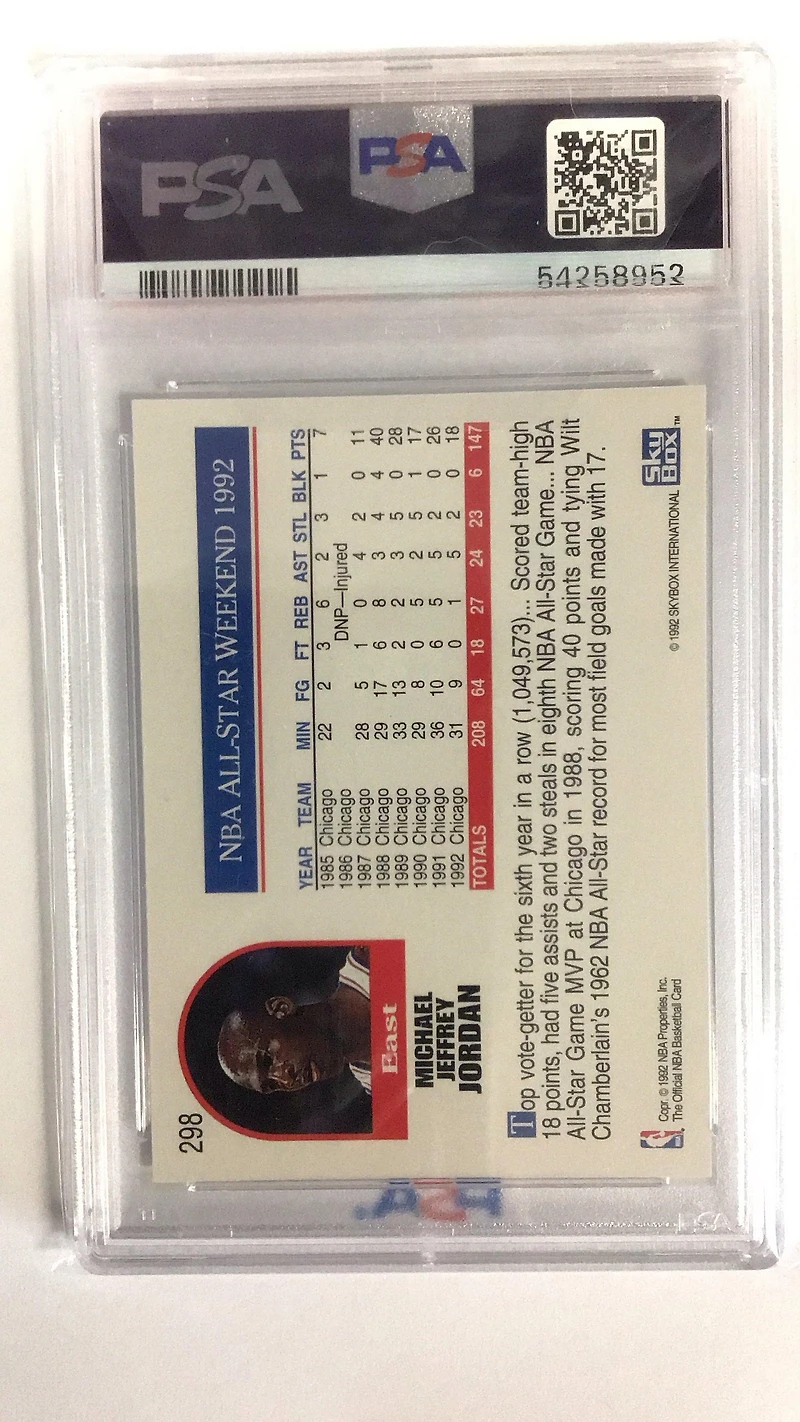 PSA
PSA
54258952
298
East
MICHAEL
JEFFREY
JORDAN
NBA ALL-STAR WEEKEND 1992
YEAR TEAM MIN FG FT REB AST STL BLK PTS
1985 Chicago 22 2 3 6 2 3 1 7
1986 Chicago DNP—Injured
1987 Chicago 28 5 1 0 4 2 0 11
1988 Chicago 29 17 6 8 3 4 4 40
1989 Chicago 33 13 2 2 3 5 0 28
1990 Chicago 29 8 0 5 2 5 1 17
1991 Chicago 36 10 6 5 5 2 0 26
1992 Chicago 31 9 0 1 5 2 0 18
TOTALS 208 64 18 27 24 23 6 147
Top vote-getter for the sixth year in a row (1,049,573)... Scored team-high
18 points, had five assists and two steals in eighth NBA All-Star Game... NBA
All-Star Game MVP at Chicago in 1988, scoring 40 points and tying Wilt
Chamberlain's 1962 NBA All-Star record for most field goals made with 17.
NBA
Copr. © 1992 NBA Properties, Inc.
The Official NBA Basketball Card
© 1992 SKYBOX INTERNATIONAL
SkyBox™
PSA
PSA